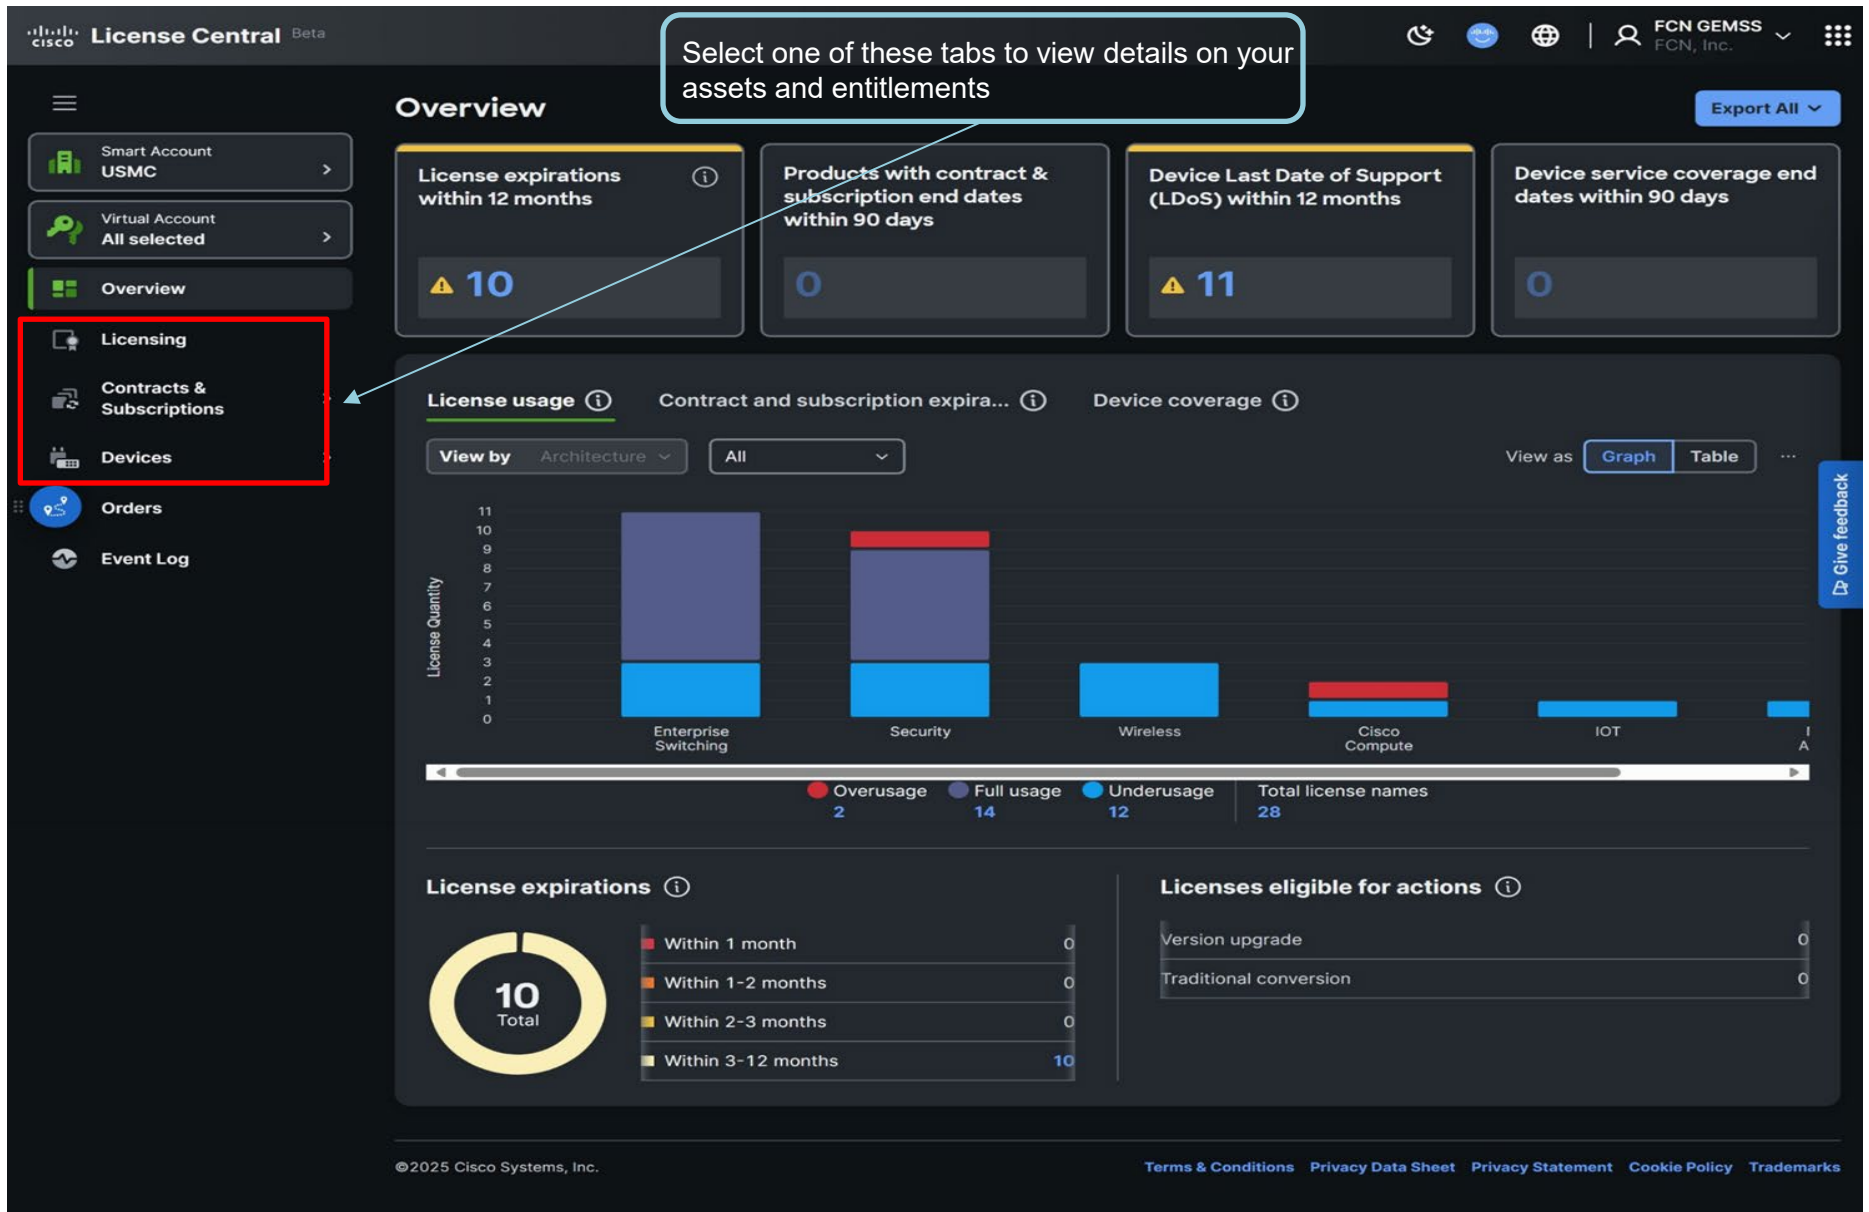 cisco License Central Beta
Select one of these tabs to view details on your
assets and entitlements
FCN GEMSS
FCN, Inc.
Smart Account
USMC
Virtual Account
All selected
Overview
Licensing
Contracts &
Subscriptions
Devices
Orders
Event Log
Overview
Export All
License expirations
within 12 months
10
Products with contract &
subscription end dates
within 90 days
0
Device Last Date of Support
(LDoS) within 12 months
11
Device service coverage end
dates within 90 days
0
License usage
Contract and subscription expira...
Device coverage
View by Architecture
All
View as Graph Table ...
License Quantity
11
10
9
8
7
6
5
4
3
2
1
0
Enterprise
Switching
Security
Wireless
Cisco
Compute
IOT
A
Overusage
2
Full usage
14
Underusage
12
Total license names
28
License expirations
10
Total
Within 1 month 0
Within 1-2 months 0
Within 2-3 months 0
Within 3-12 months 10
Licenses eligible for actions
Version upgrade 0
Traditional conversion 0
Give feedback
©2025 Cisco Systems, Inc.
Terms & Conditions Privacy Data Sheet Privacy Statement Cookie Policy Trademarks